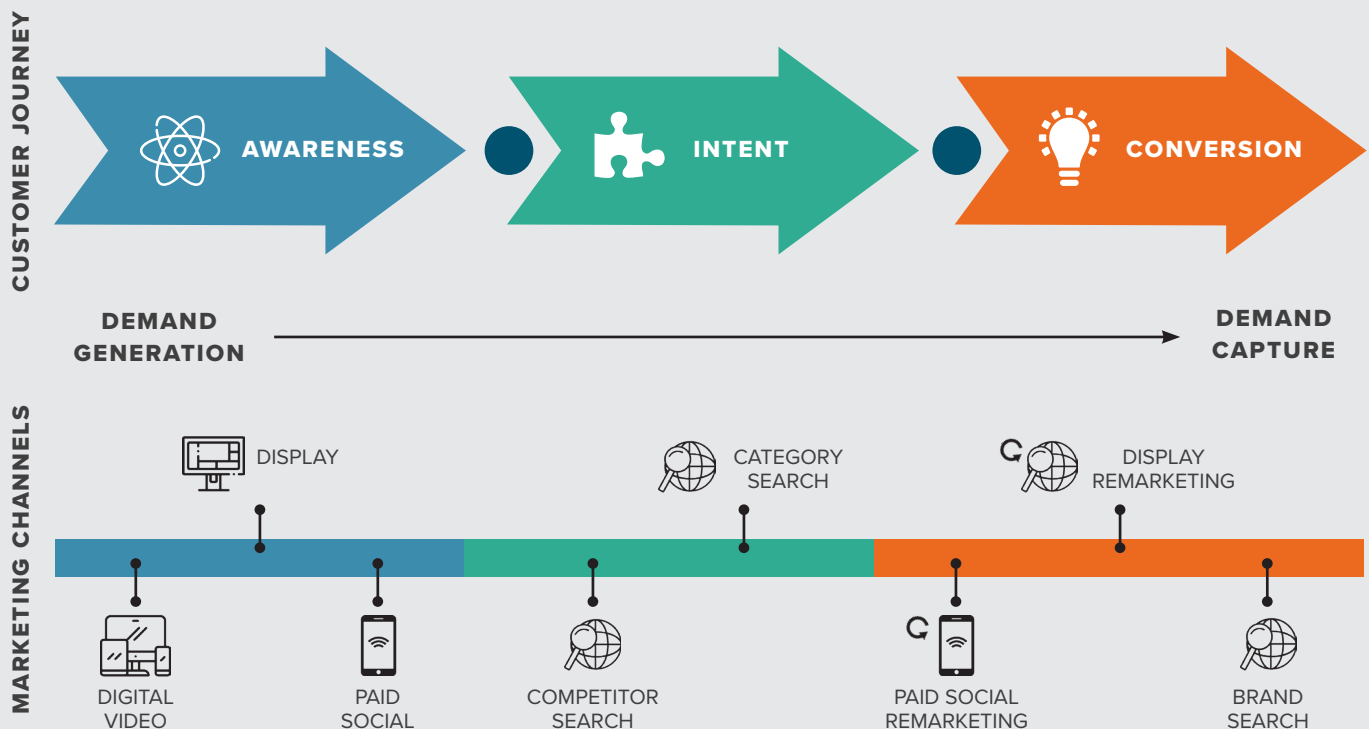 CUSTOMER JOURNEY
AWARENESS
INTENT
CONVERSION
DEMAND
GENERATION
DEMAND
CAPTURE
MARKETING CHANNELS
DISPLAY
CATEGORY
SEARCH
DISPLAY
REMARKETING
DIGITAL
VIDEO
PAID
SOCIAL
COMPETITOR
SEARCH
PAID SOCIAL
REMARKETING
BRAND
SEARCH